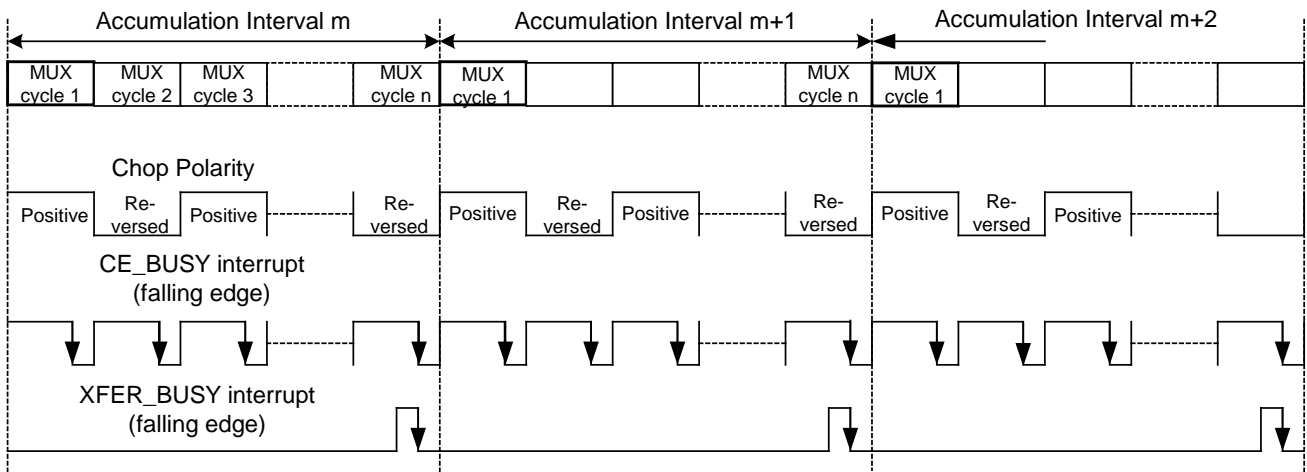 Accumulation Interval m
Accumulation Interval m+1
Accumulation Interval m+2
MUX cycle 1
MUX cycle 2
MUX cycle 3
MUX cycle n
MUX cycle 1
MUX cycle n
MUX cycle 1
Chop Polarity
Positive
Re-
versed
Positive
Re-
versed
Positive
Re-
versed
Positive
Re-
versed
Positive
Re-
versed
Positive
CE_BUSY interrupt
(falling edge)
XFER_BUSY interrupt
(falling edge)